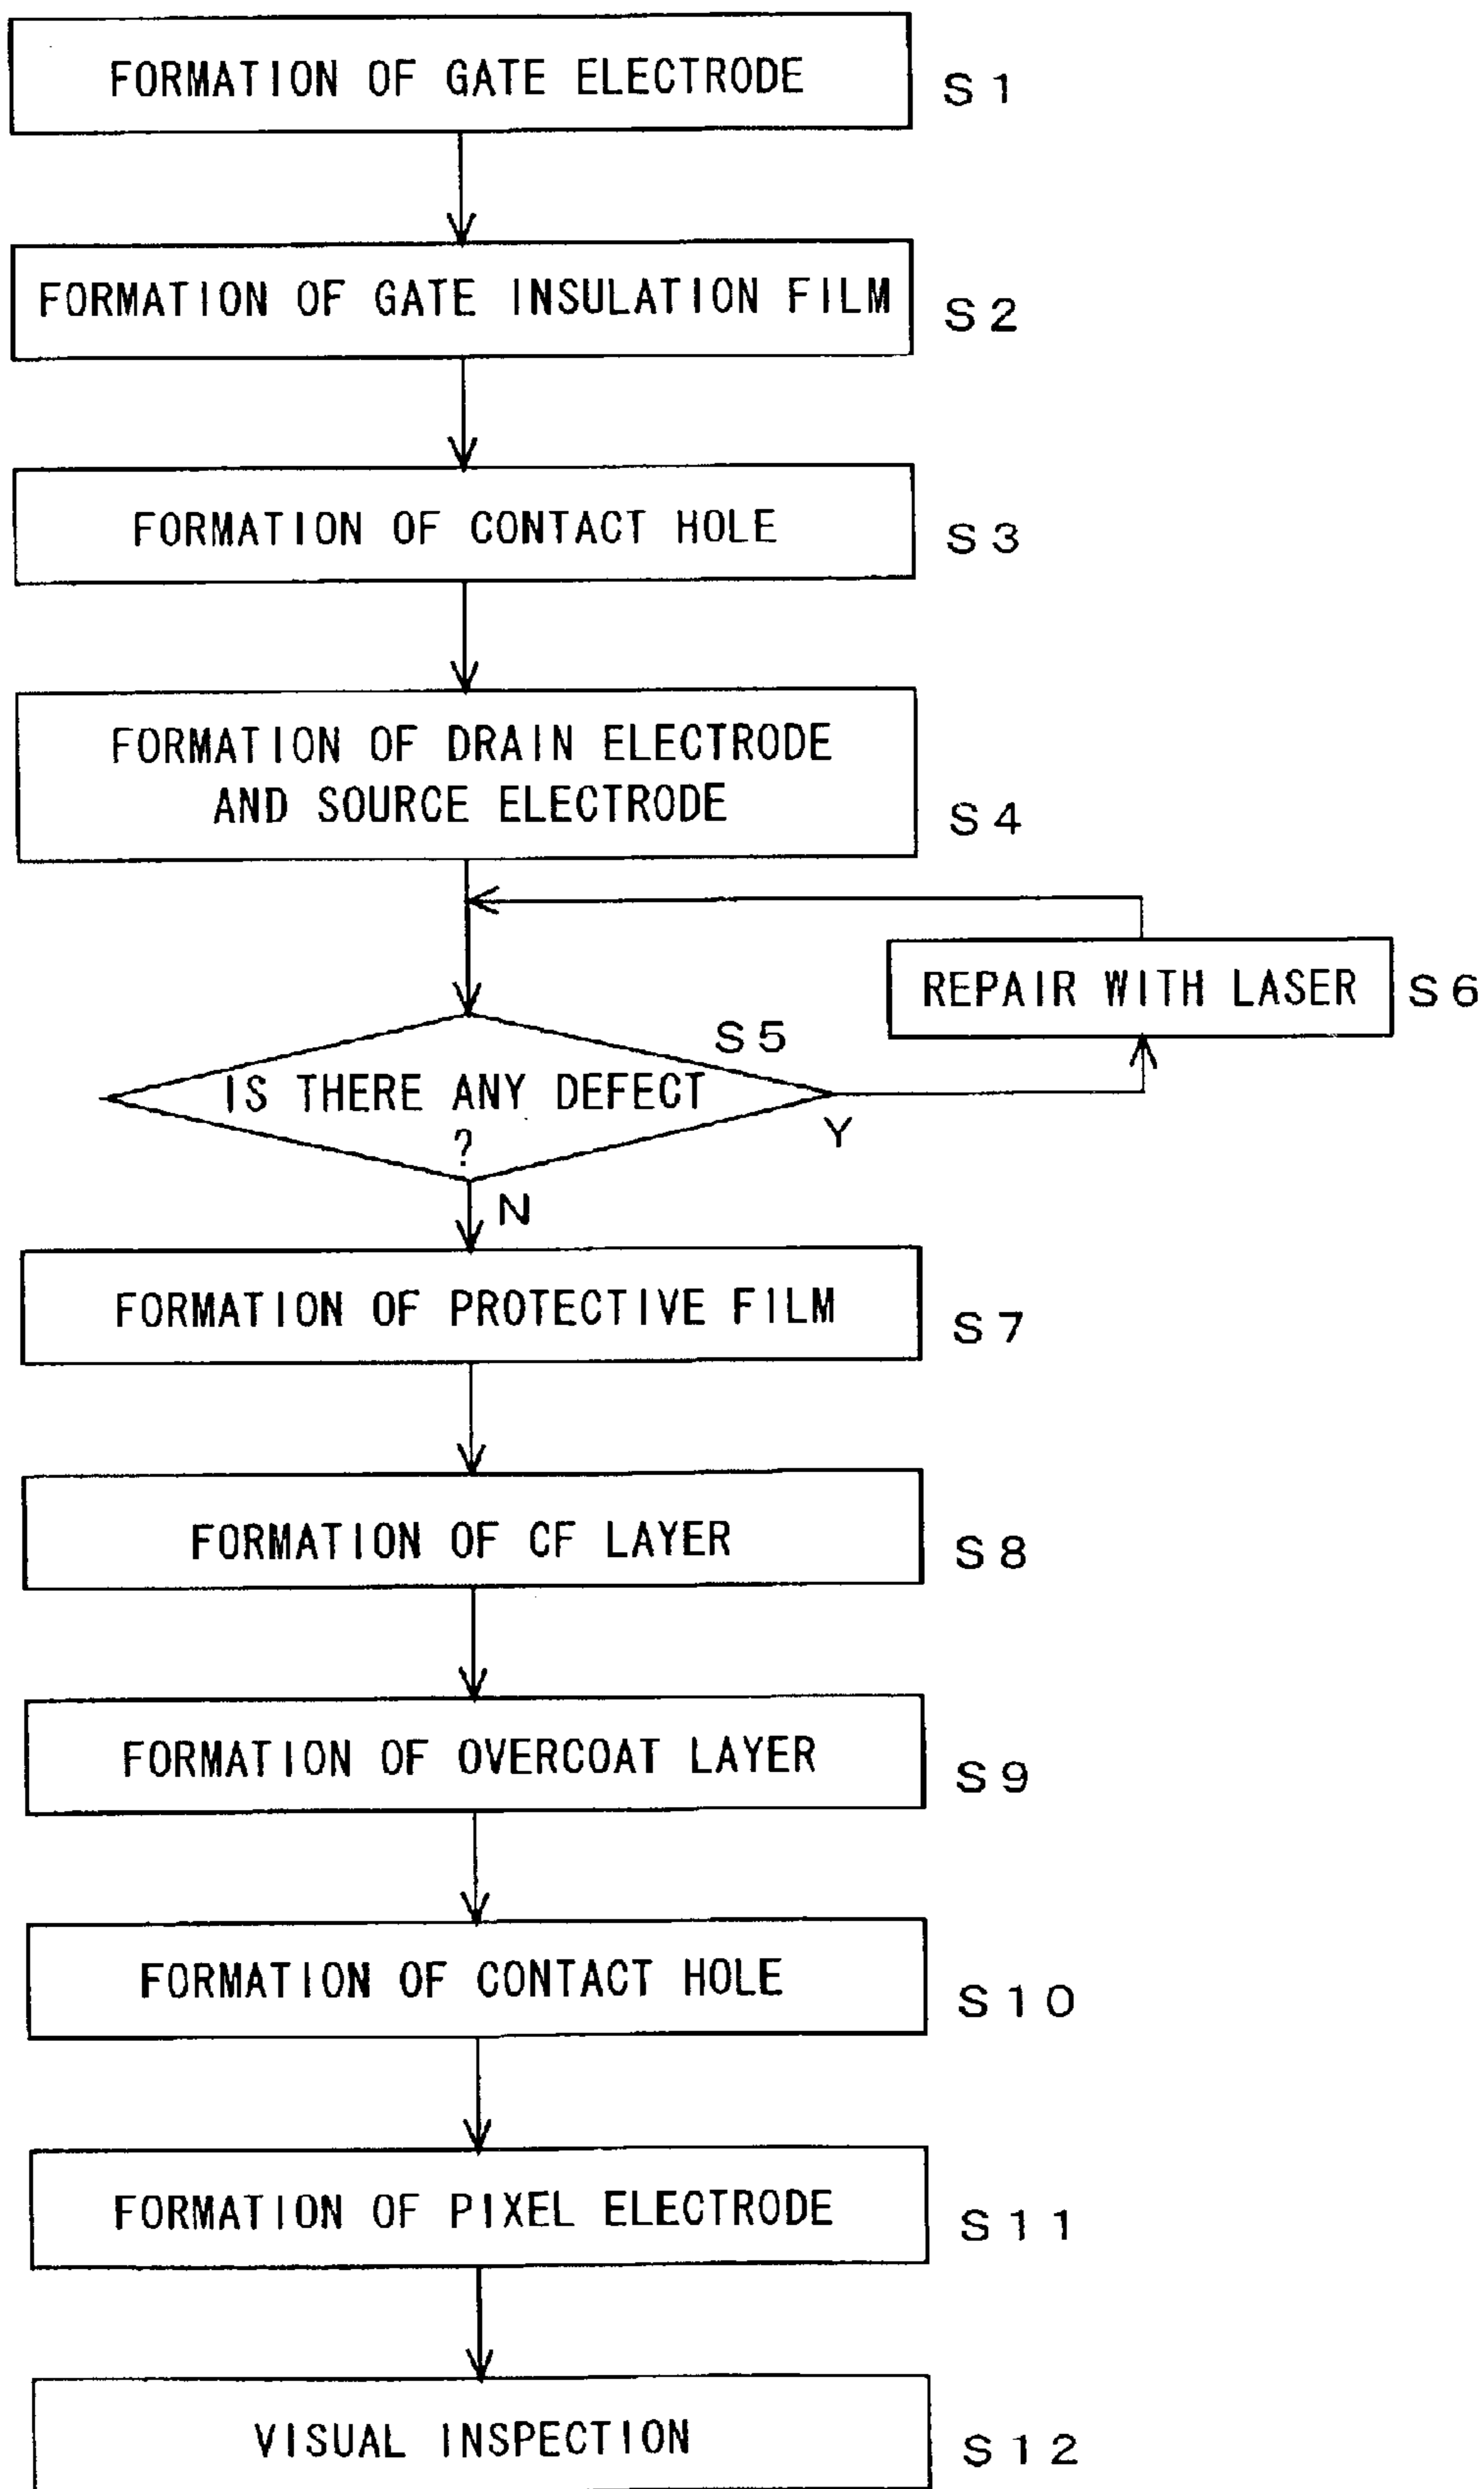 FORMATION OF GATE ELECTRODE
S1
FORMATION OF GATE INSULATION FILM
S2
FORMATION OF CONTACT HOLE
S3
FORMATION OF DRAIN ELECTRODE
AND SOURCE ELECTRODE
S4
REPAIR WITH LASER
S6
S5
IS THERE ANY DEFECT
?
Y
N
FORMATION OF PROTECTIVE FILM
S7
FORMATION OF CF LAYER
S8
FORMATION OF OVERCOAT LAYER
S9
FORMATION OF CONTACT HOLE
S10
FORMATION OF PIXEL ELECTRODE
S11
VISUAL INSPECTION
S12